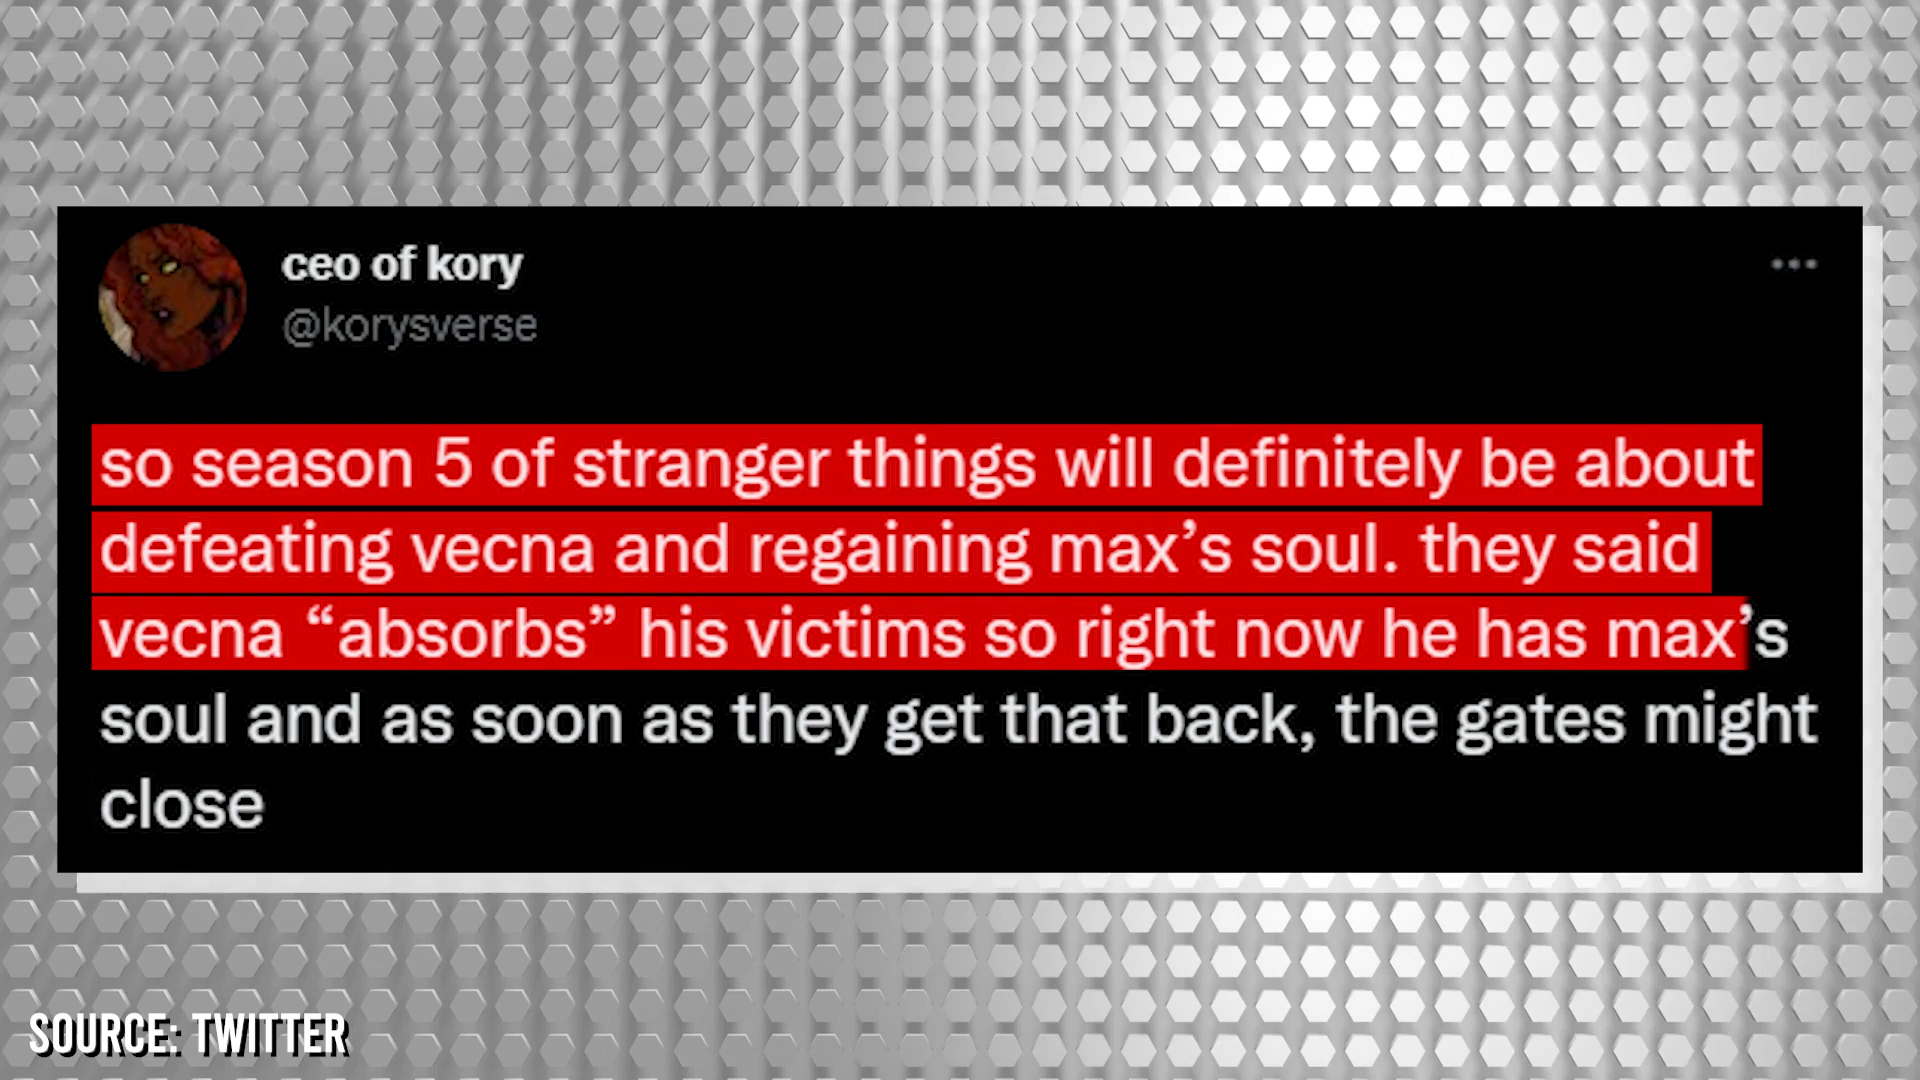 ceo of kory
@korysverse
so season 5 of stranger things will definitely be about
defeating vecna and regaining max’s soul. they said
vecna “absorbs” his victims so right now he has max’s
soul and as soon as they get that back, the gates might
close
SOURCE: TWITTER